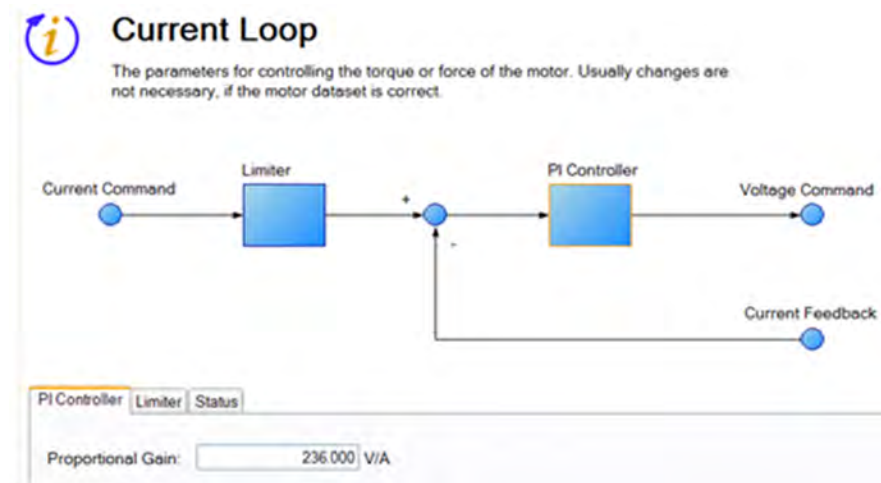 Current Loop
The parameters for controlling the torque or force of the motor. Usually changes are
not necessary, if the motor dataset is correct.
Limiter
PI Controller
Current Command
Voltage Command
+
-
Current Feedback
PI Controller Limiter Status
Proportional Gain: 236.000 V/A